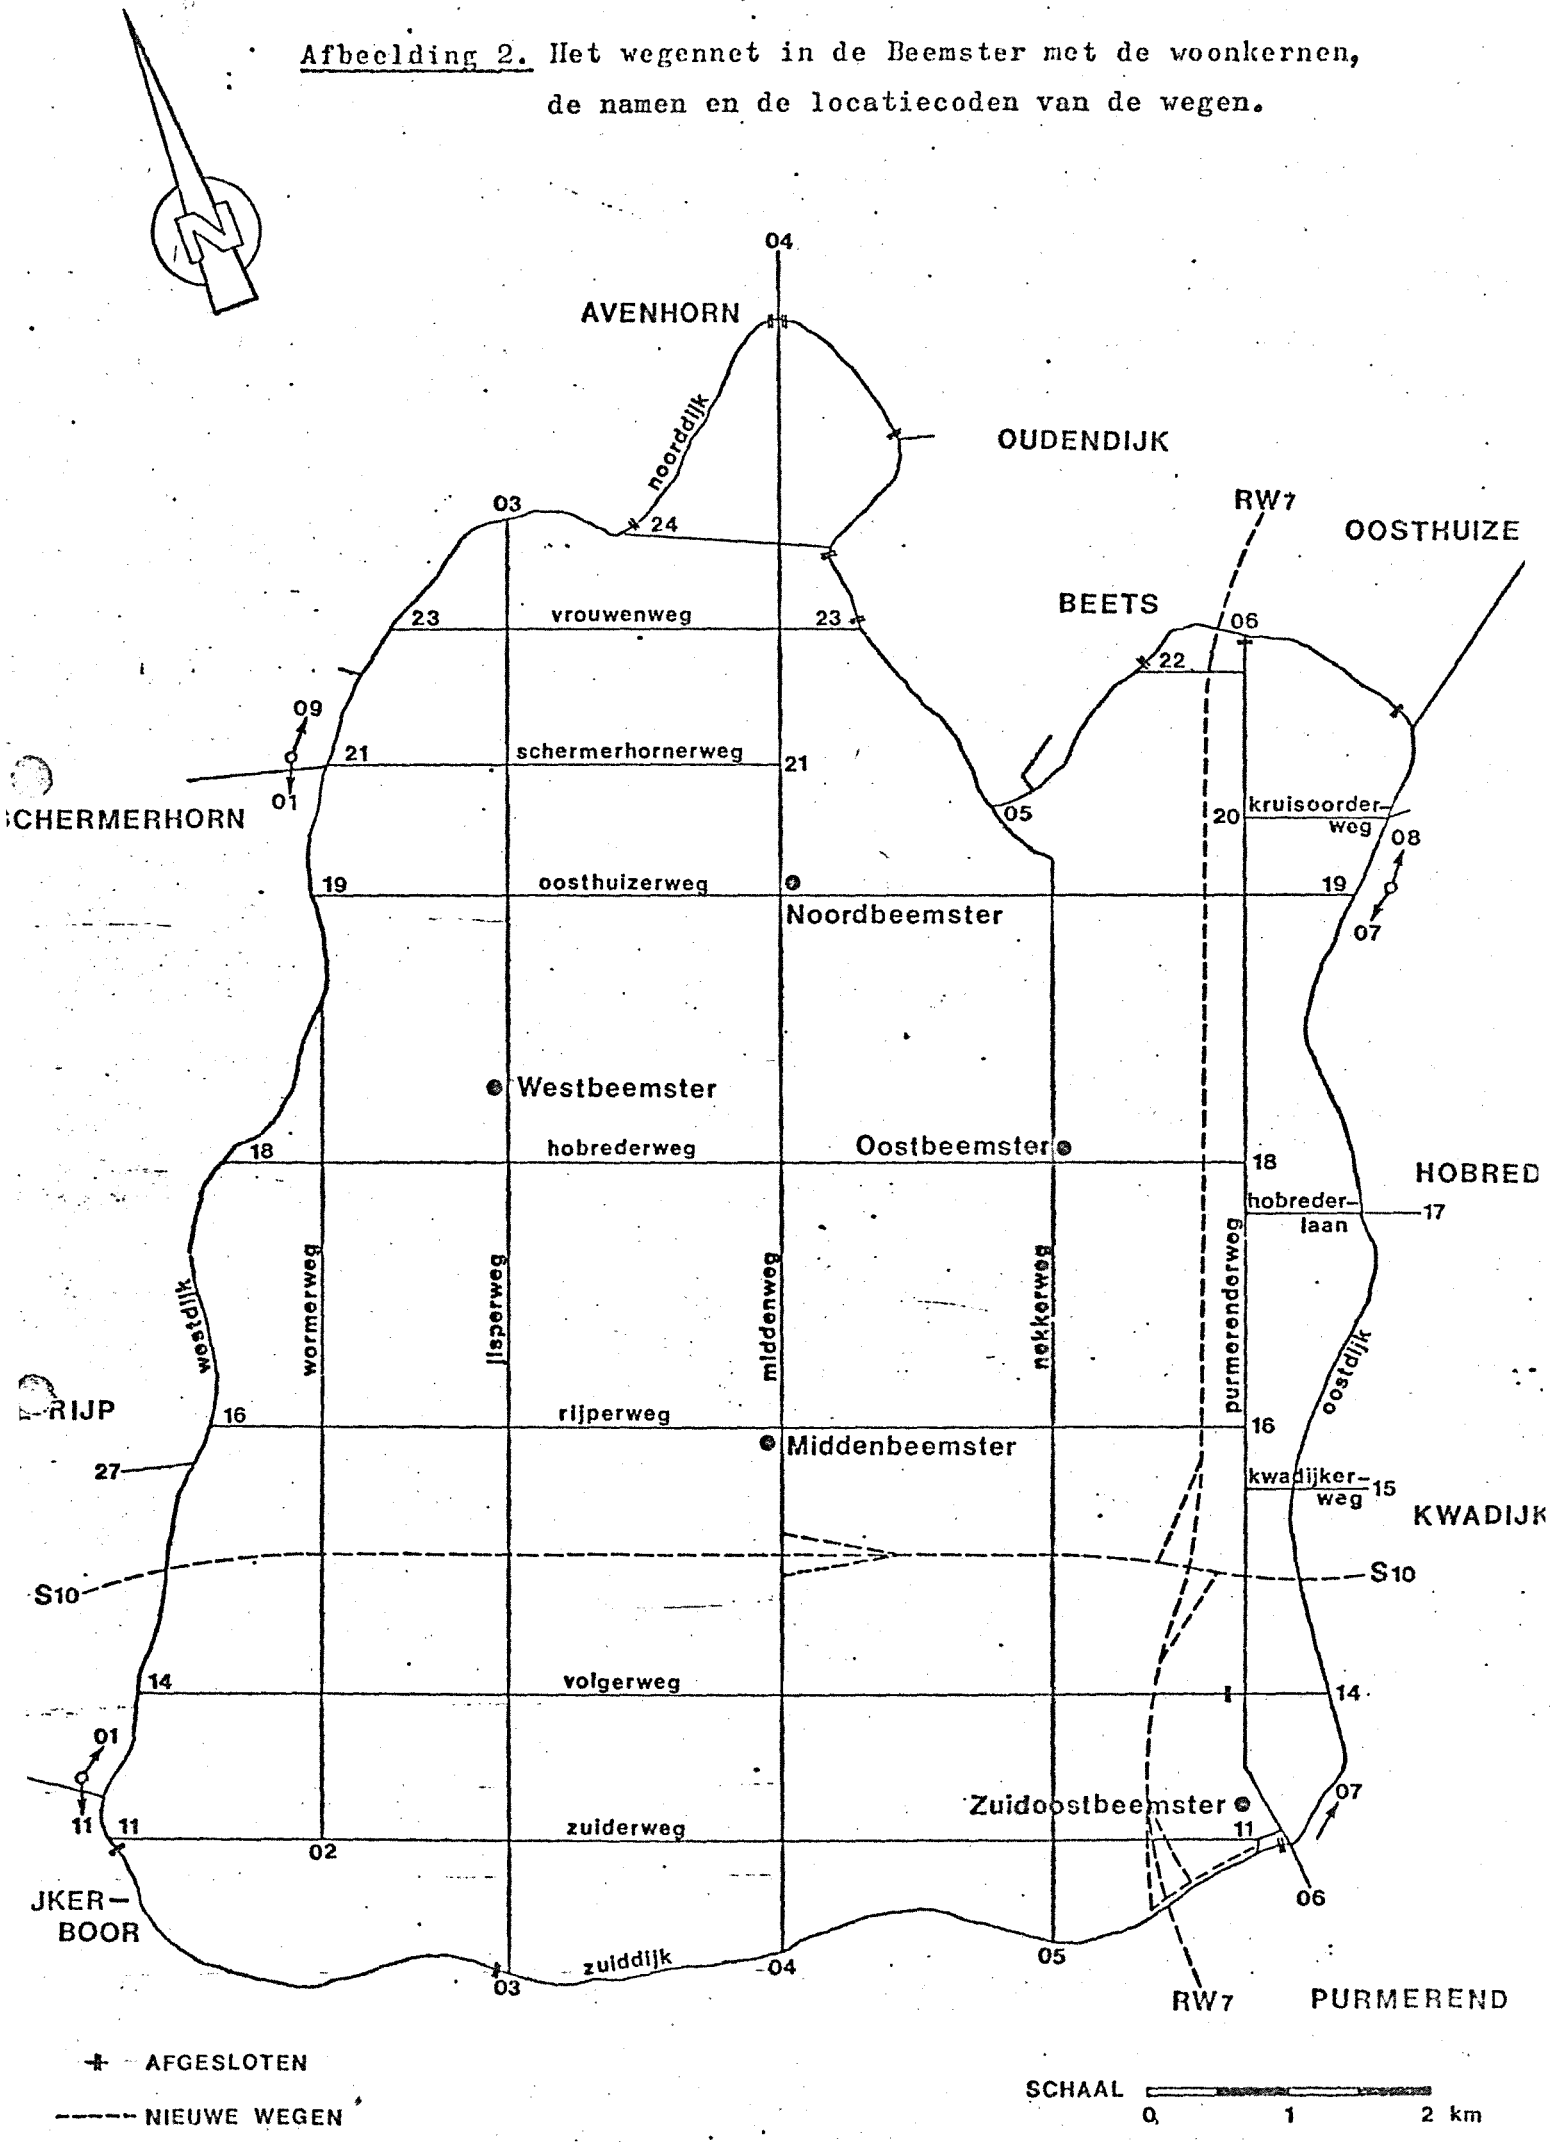 Afbeelding 2. Het wegennet in de Beemster met de woonkernen,
de namen en de locatiecoden van de wegen.
N
04
AVENHORN
noorddijk
OUDENDIJK
RW7
OOSTHUIZE
03
24
BEETS
23
vrouwenweg
23
06
22
09
21
schermerhornerweg
21
01
SCHERMERHORN
05
20
kruisoorder-
weg
08
19
oosthuizerweg
19
Noordbeemster
07
Westbeemster
18
hobrederweg
Oostbeemster
18
HOBRED
hobreder-
laan
17
westdijk
wormerweg
jisperweg
middenweg
nekkerweg
purmerenderweg
oostdijk
RIJP
16
rijperweg
16
Middenbeemster
27
kwadijker-
weg
15
KWADIJK
S10
S10
14
volgerweg
14
01
11
11
Zuidoostbeemster
07
zuiderweg
11
02
06
JKER-
BOOR
zuiddijk
03
04
05
RW7
PURMEREND
AFGESLOTEN
NIEUWE WEGEN
SCHAAL
0 1 2 km